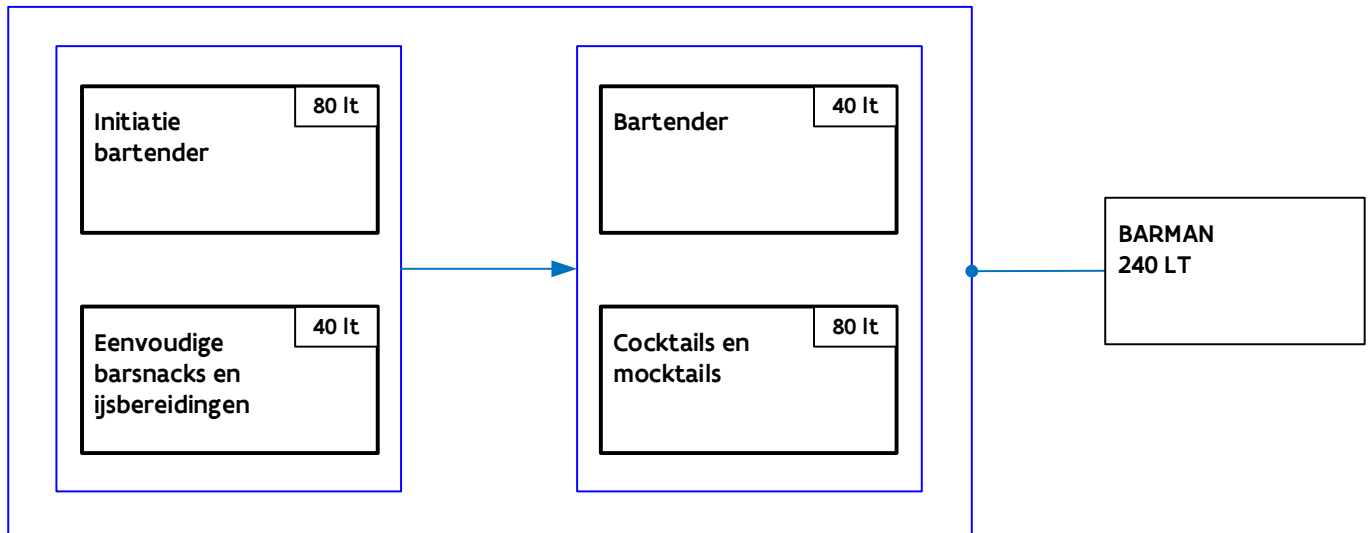 80 lt
Initiatie
bartender
40 lt
Eenvoudige
barsnacks en
ijsbereidingen
40 lt
Bartender
80 lt
Cocktails en
mocktails
BARMAN
240 LT